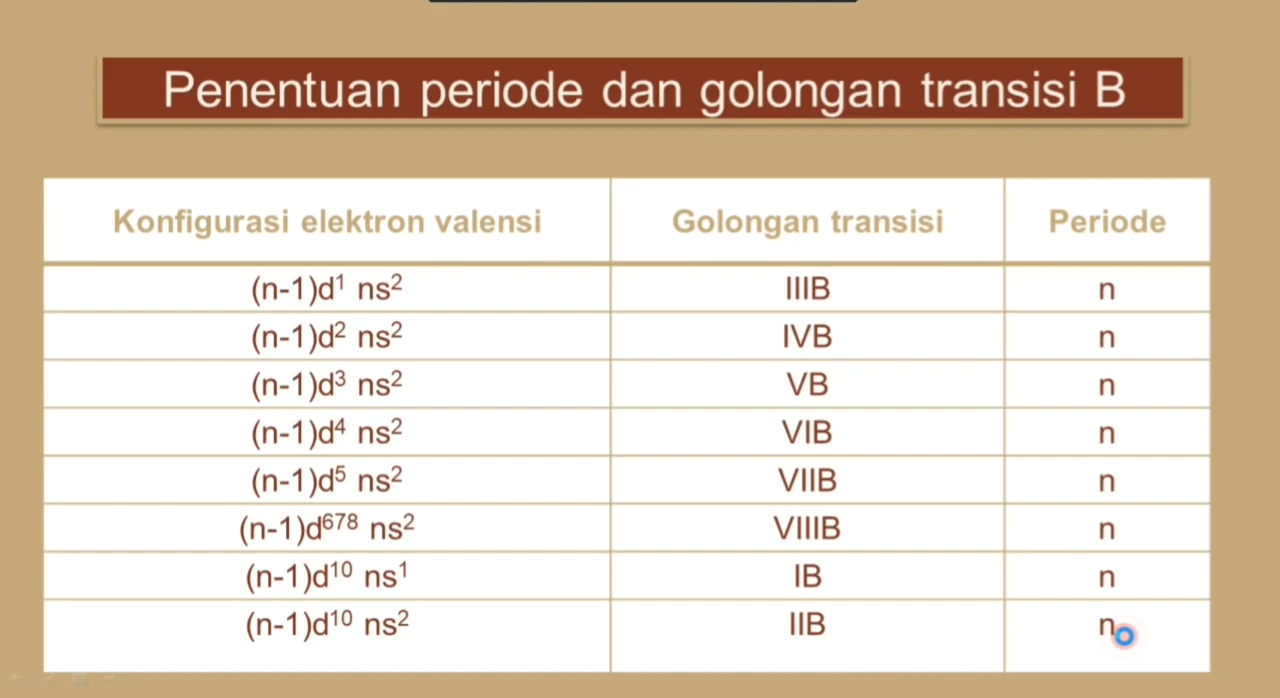 Penentuan periode dan golongan transisi B
Konfigurasi elektron valensi Golongan transisi Periode
(n-1)d¹ ns² IIIB n
(n-1)d² ns² IVB n
(n-1)d³ ns² VB n
(n-1)d⁴ ns² VIB n
(n-1)d⁵ ns² VIIB n
(n-1)d⁶⁷⁸ ns² VIIIB n
(n-1)d¹⁰ ns¹ IB n
(n-1)d¹⁰ ns² IIB n